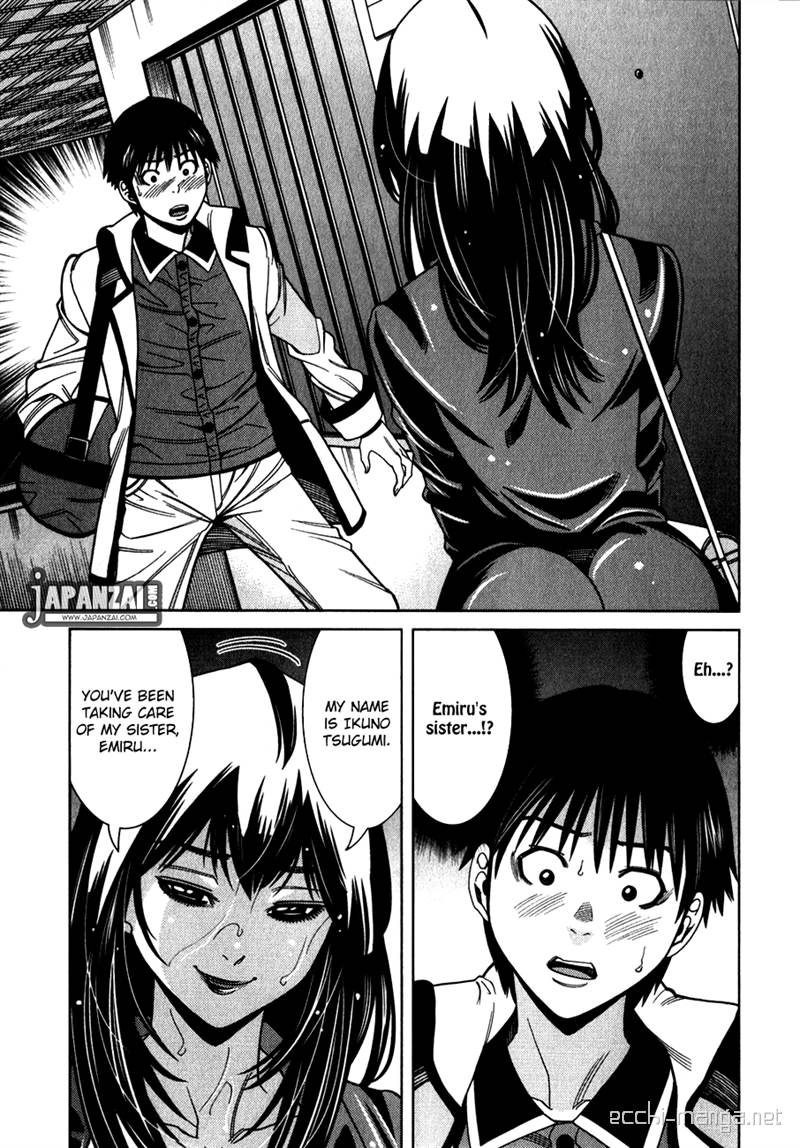 JAPANZAI.COM
WWW.JAPANZAI.COM
Eh...?
Emiru's
sister...!?
MY NAME
IS IKUNO
TSUGUMI.
YOU'VE BEEN
TAKING CARE
OF MY SISTER,
EMIRU...
ecchi-manga.net